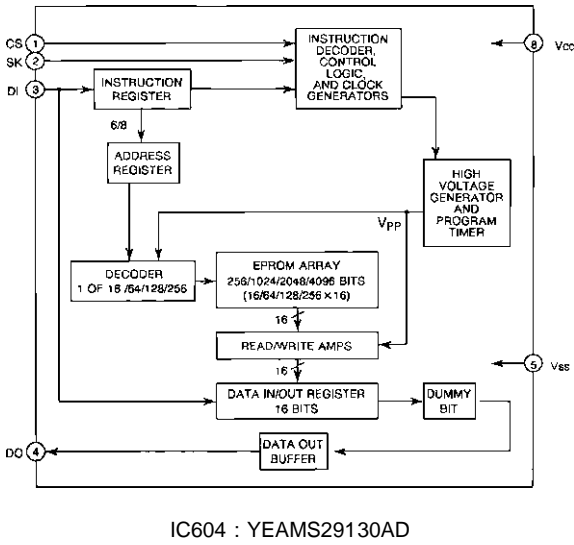 CS 1
SK 2
DI 3
INSTRUCTION
REGISTER
INSTRUCTION
DECODER,
CONTROL
LOGIC,
AND CLOCK
GENERATORS
8 Vcc
6/8
ADDRESS
REGISTER
HIGH
VOLTAGE
GENERATOR
AND
PROGRAM
TIMER
VPP
DECODER
1 OF 16 /64/128/256
EPROM ARRAY
256/1024/2048/4096 BITS
(16/64/128/256 × 16)
16
READ/WRITE AMPS
16
5 Vss
DATA IN/OUT REGISTER
16 BITS
DUMMY
BIT
DO 4
DATA OUT
BUFFER
IC604 : YEAMS29130AD